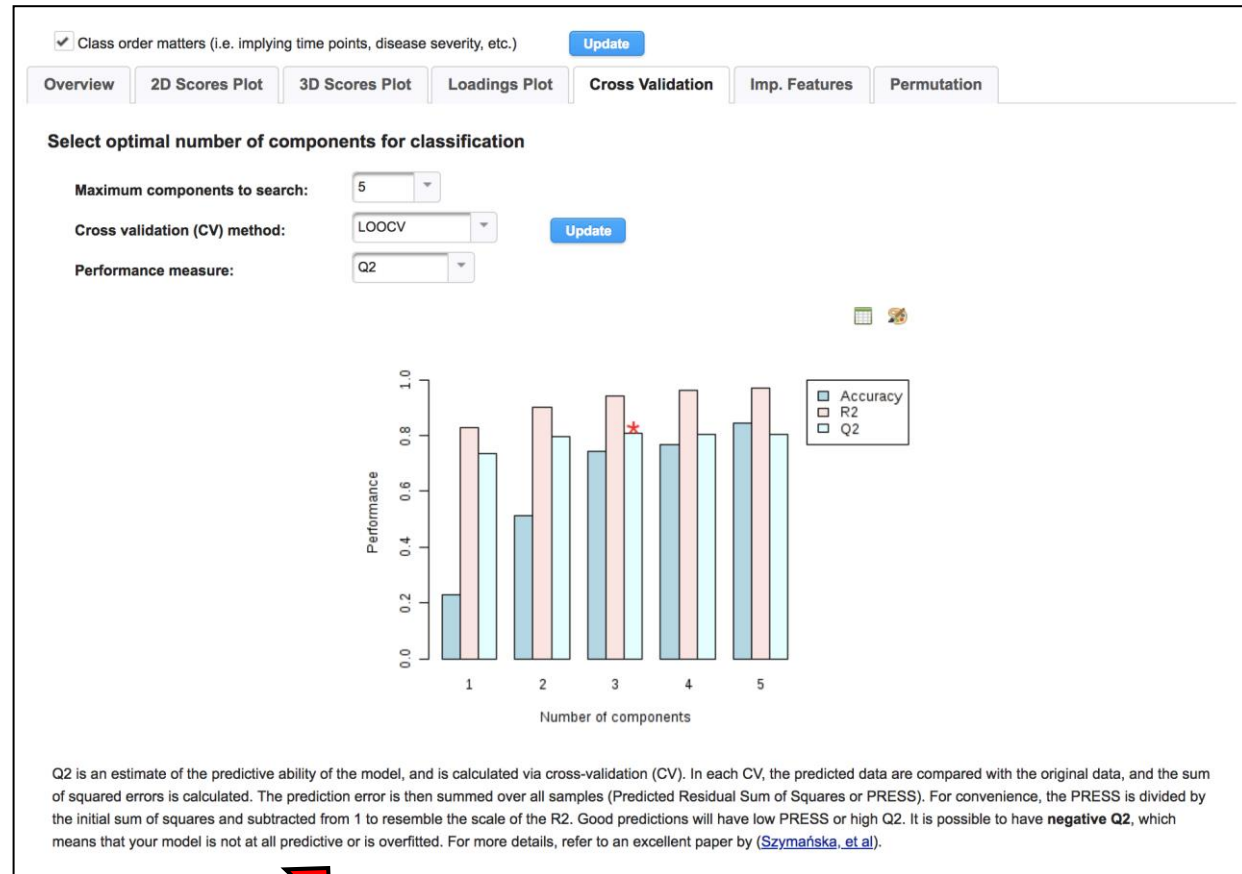 Class order matters (i.e. implying time points, disease severity, etc.) Update
Overview 2D Scores Plot 3D Scores Plot Loadings Plot Cross Validation Imp. Features Permutation
Select optimal number of components for classification
Maximum components to search: 5
Cross validation (CV) method: LOOCV Update
Performance measure: Q2
Accuracy
R2
Q2
Performance
1.0
0.8
0.6
0.4
0.2
0.0
1 2 3 4 5
Number of components
Q2 is an estimate of the predictive ability of the model, and is calculated via cross-validation (CV). In each CV, the predicted data are compared with the original data, and the sum
of squared errors is calculated. The prediction error is then summed over all samples (Predicted Residual Sum of Squares or PRESS). For convenience, the PRESS is divided by
the initial sum of squares and subtracted from 1 to resemble the scale of the R2. Good predictions will have low PRESS or high Q2. It is possible to have negative Q2, which
means that your model is not at all predictive or is overfitted. For more details, refer to an excellent paper by (Szymańska, et al).